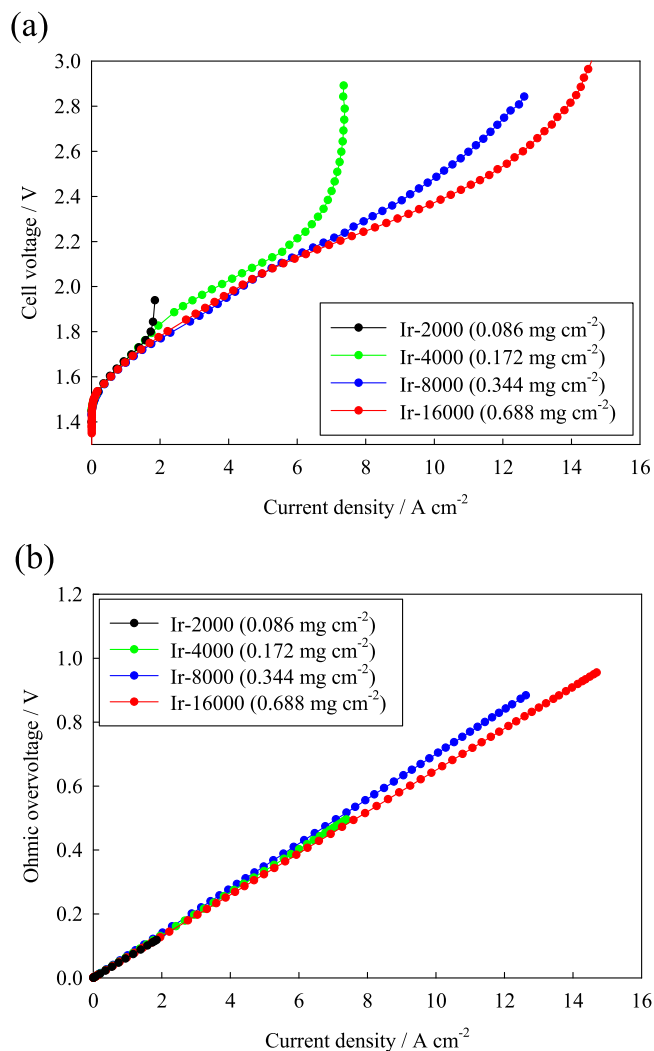 (a)
3.0
2.8
2.6
2.4
2.2
2.0
1.8
1.6
1.4
Cell voltage / V
Ir-2000 (0.086 mg cm⁻²)
Ir-4000 (0.172 mg cm⁻²)
Ir-8000 (0.344 mg cm⁻²)
Ir-16000 (0.688 mg cm⁻²)
0 2 4 6 8 10 12 14 16
Current density / A cm⁻²
(b)
1.2
1.0
0.8
0.6
0.4
0.2
0.0
Ohmic overvoltage / V
Ir-2000 (0.086 mg cm⁻²)
Ir-4000 (0.172 mg cm⁻²)
Ir-8000 (0.344 mg cm⁻²)
Ir-16000 (0.688 mg cm⁻²)
0 2 4 6 8 10 12 14 16
Current density / A cm⁻²